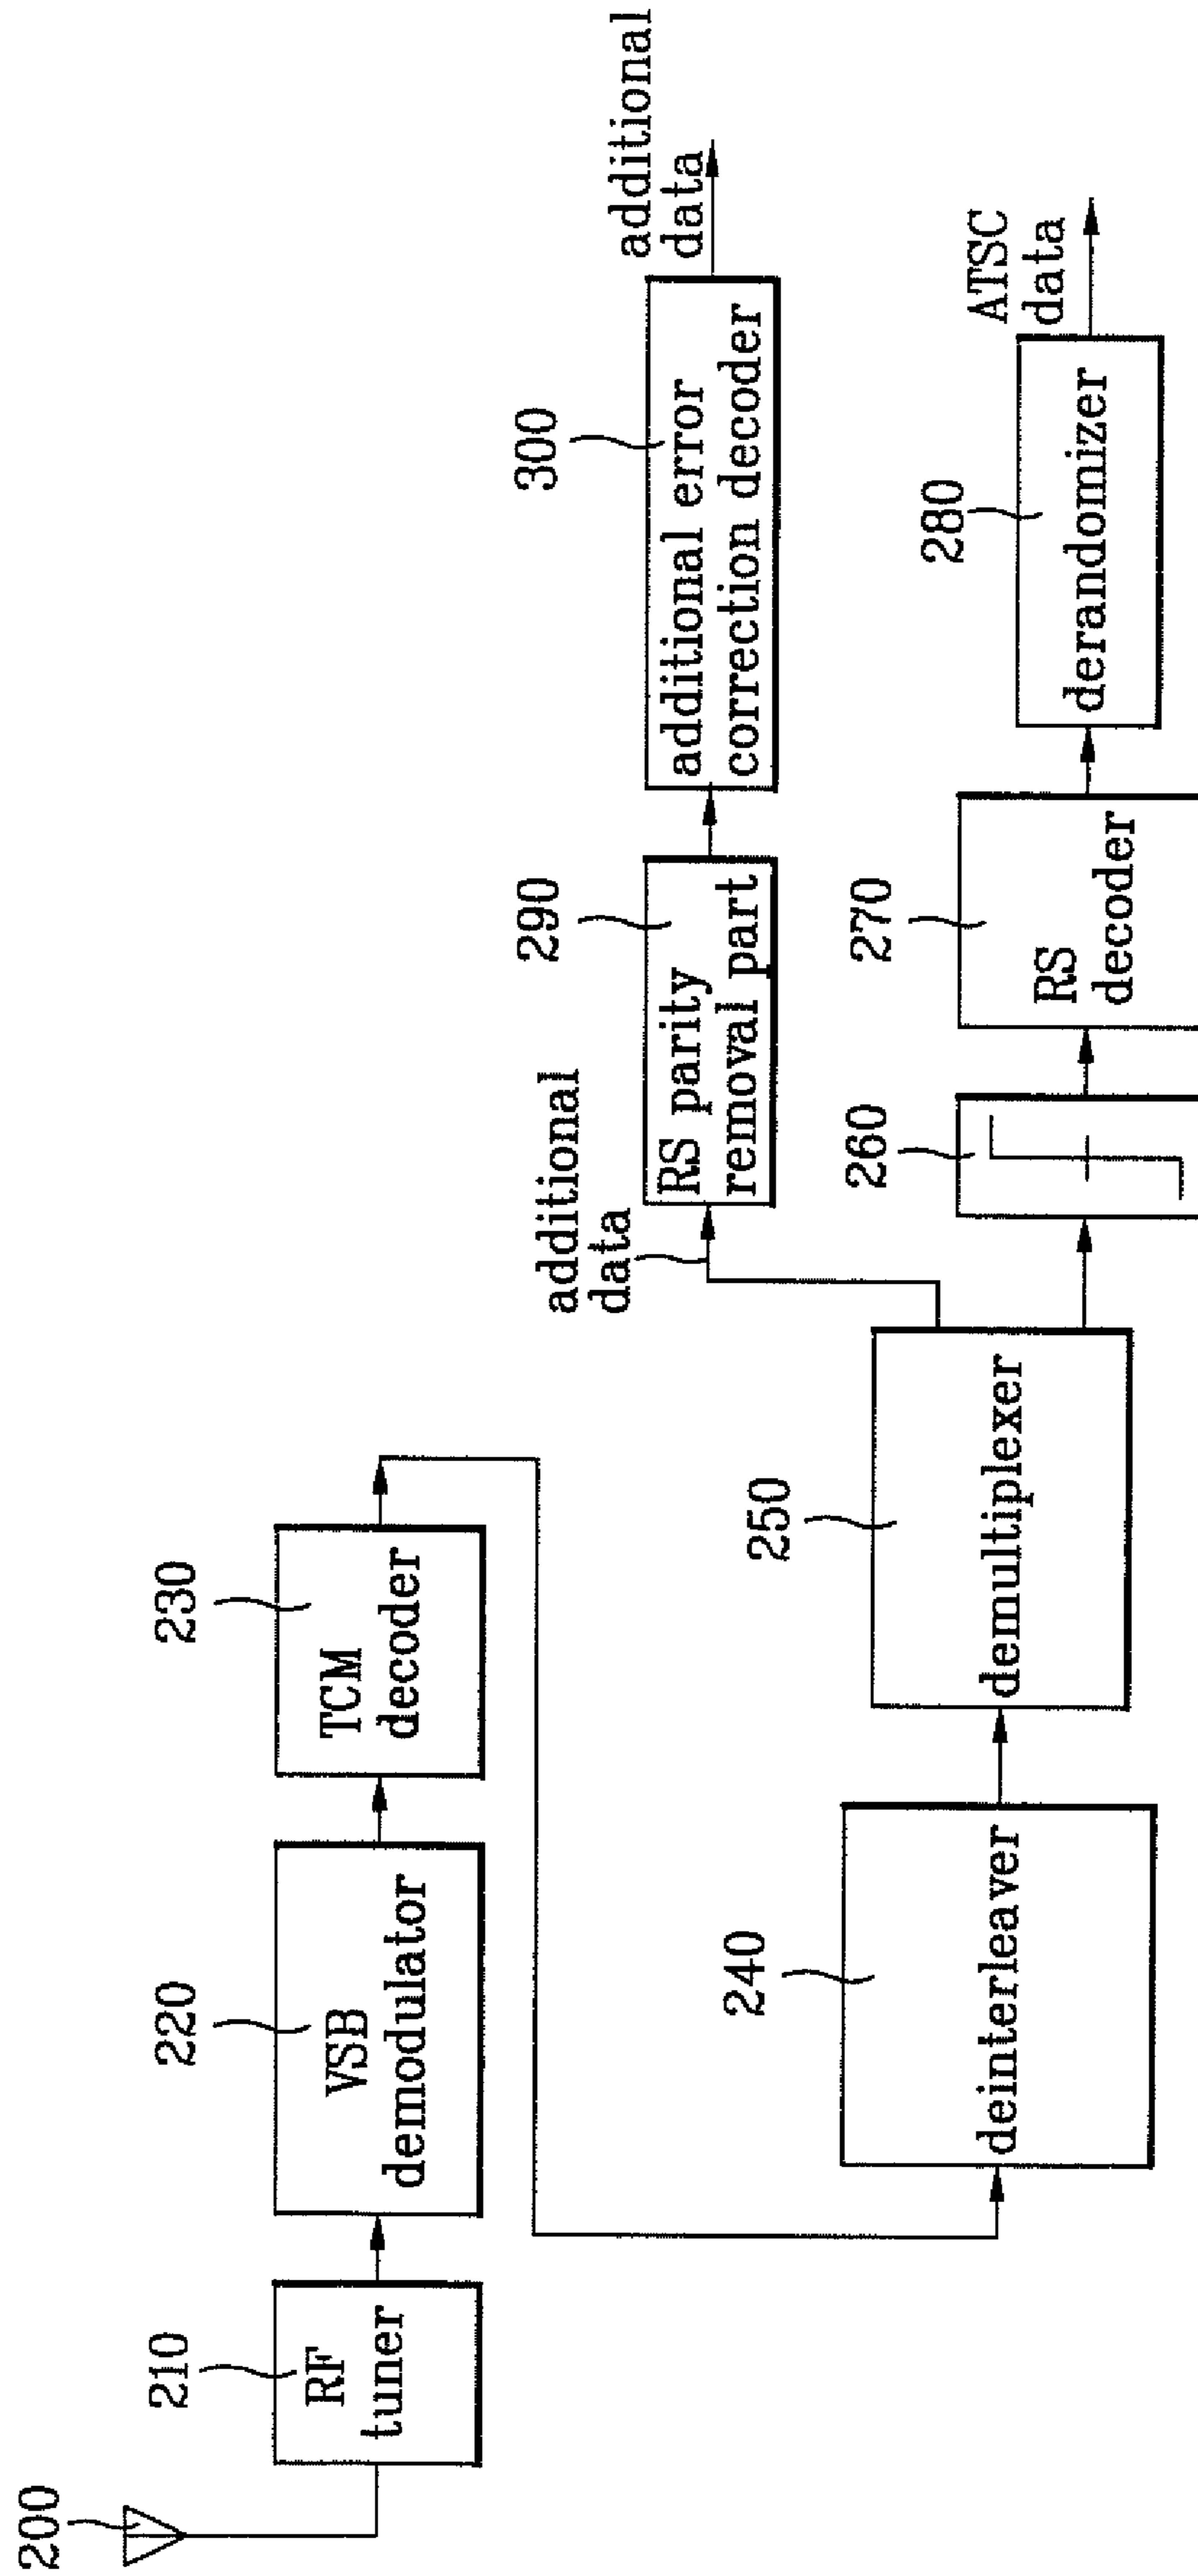 200
210
RF
tuner
220
VSB
demodulator
230
TCM
decoder
240
deinterleaver
250
demultiplexer
additional
data
290
RS parity
removal part
300
additional error
correction decoder
additional
data
260
270
RS
decoder
280
derandomizer
ATSC
data